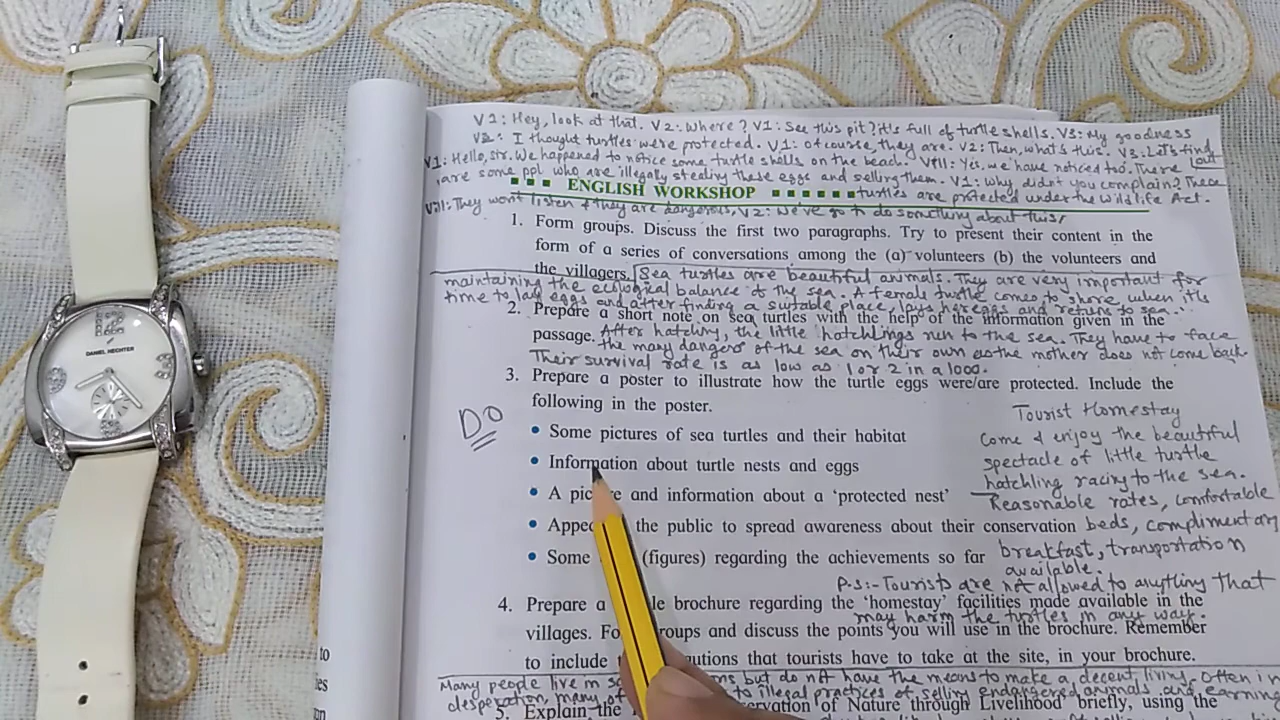 V1: Hey, look at that. V2: Where? V1: See this pit? it's full of turtle shells. V3: My goodness
V2: I thought turtles were protected. V1: Of course they are. V2: Then, what's this. V3: Let's find out
V1: Hello, sir. We happened to notice some turtle shells on the beach. Vill: Yes, we have noticed too. There
are some ppl who are illegally stealing these eggs and selling them. V1: Why didn't you complain? These
ENGLISH WORKSHOP
turtles are protected under the Wildlife Act.
Vill: They won't listen & they are dangerous. V2: We've go to do something about this,
1. Form groups. Discuss the first two paragraphs. Try to present their content in the
form of a series of conversations among the (a) volunteers (b) the volunteers and
the villagers.
Sea turtles are beautiful animals. They are very important for
maintaining the ecological balance of the sea. A female turtle comes to shore when it's
time to lay eggs and after finding a suitable place lays her eggs and returns to sea.
2. Prepare a short note on sea turtles with the help of the information given in the
passage.
After hatching, the little hatchlings run to the sea. They have to face
the many dangers of the sea on their own as the mother does not come back.
Their survival rate is as low as 1 or 2 in a 1000.
3. Prepare a poster to illustrate how the turtle eggs were/are protected. Include the
following in the poster.
DO
• Some pictures of sea turtles and their habitat
• Information about turtle nests and eggs
• A and information about a 'protected nest'
• the public to spread awareness about their conservation
• Some (figures) regarding the achievements so far
Tourist Homestay
Come & enjoy the beautiful
spectacle of little turtle
hatchling racing to the sea.
Reasonable rates, comfortable
beds, complimentary
breakfast, transportation
available.
P.S:- Tourists are not allowed to anything that
may harm the turtles in any way.
4. Prepare a brochure regarding the 'homestay' facilities made available in the
villages. and discuss the points you will use in the brochure. Remember
to include that tourists have to take at the site, in your brochure.
Many people live in but do not have the means to make a decent living. Often in
desperation, many of to illegal practices of selling endangered animals and earning
5. Explain the of Nature through Livelihood' briefly, using the
DANIEL HECHTER
to